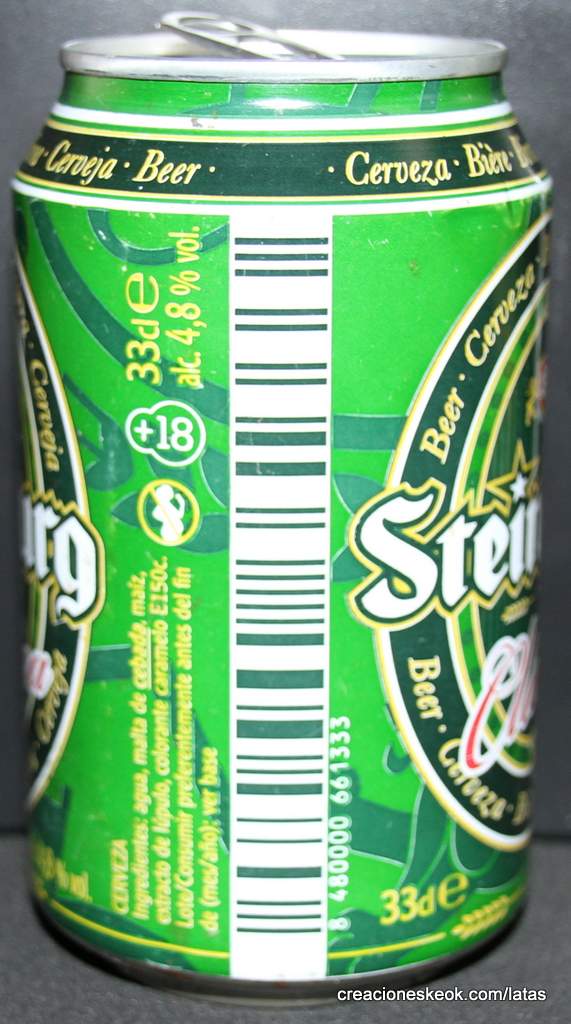 Cerveja · Beer ·
· Cerveza · Bière ·
33cl e
alc. 4,8 % vol.
+18
CERVEZA
Ingredientes: agua, malta de cebada, maíz,
extracto de lúpulo, colorante caramelo E150c.
Lote/Consumir preferentemente antes del fin
de (mes/año): ver base
8 480000 661333
Beer · Cerveza ·
Stein
Beer · Cerveza ·
33cl e
Cerveja
urg
% vol.
creacioneskeok.com/latas